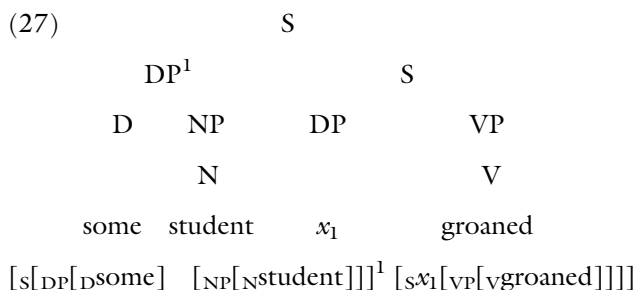 (27) S
DP¹ S
D NP DP VP
N V
some student x₁ groaned
[S[DP[Dsome] [NP[Nstudent]]]¹ [Sx₁[VP[Vgroaned]]]]